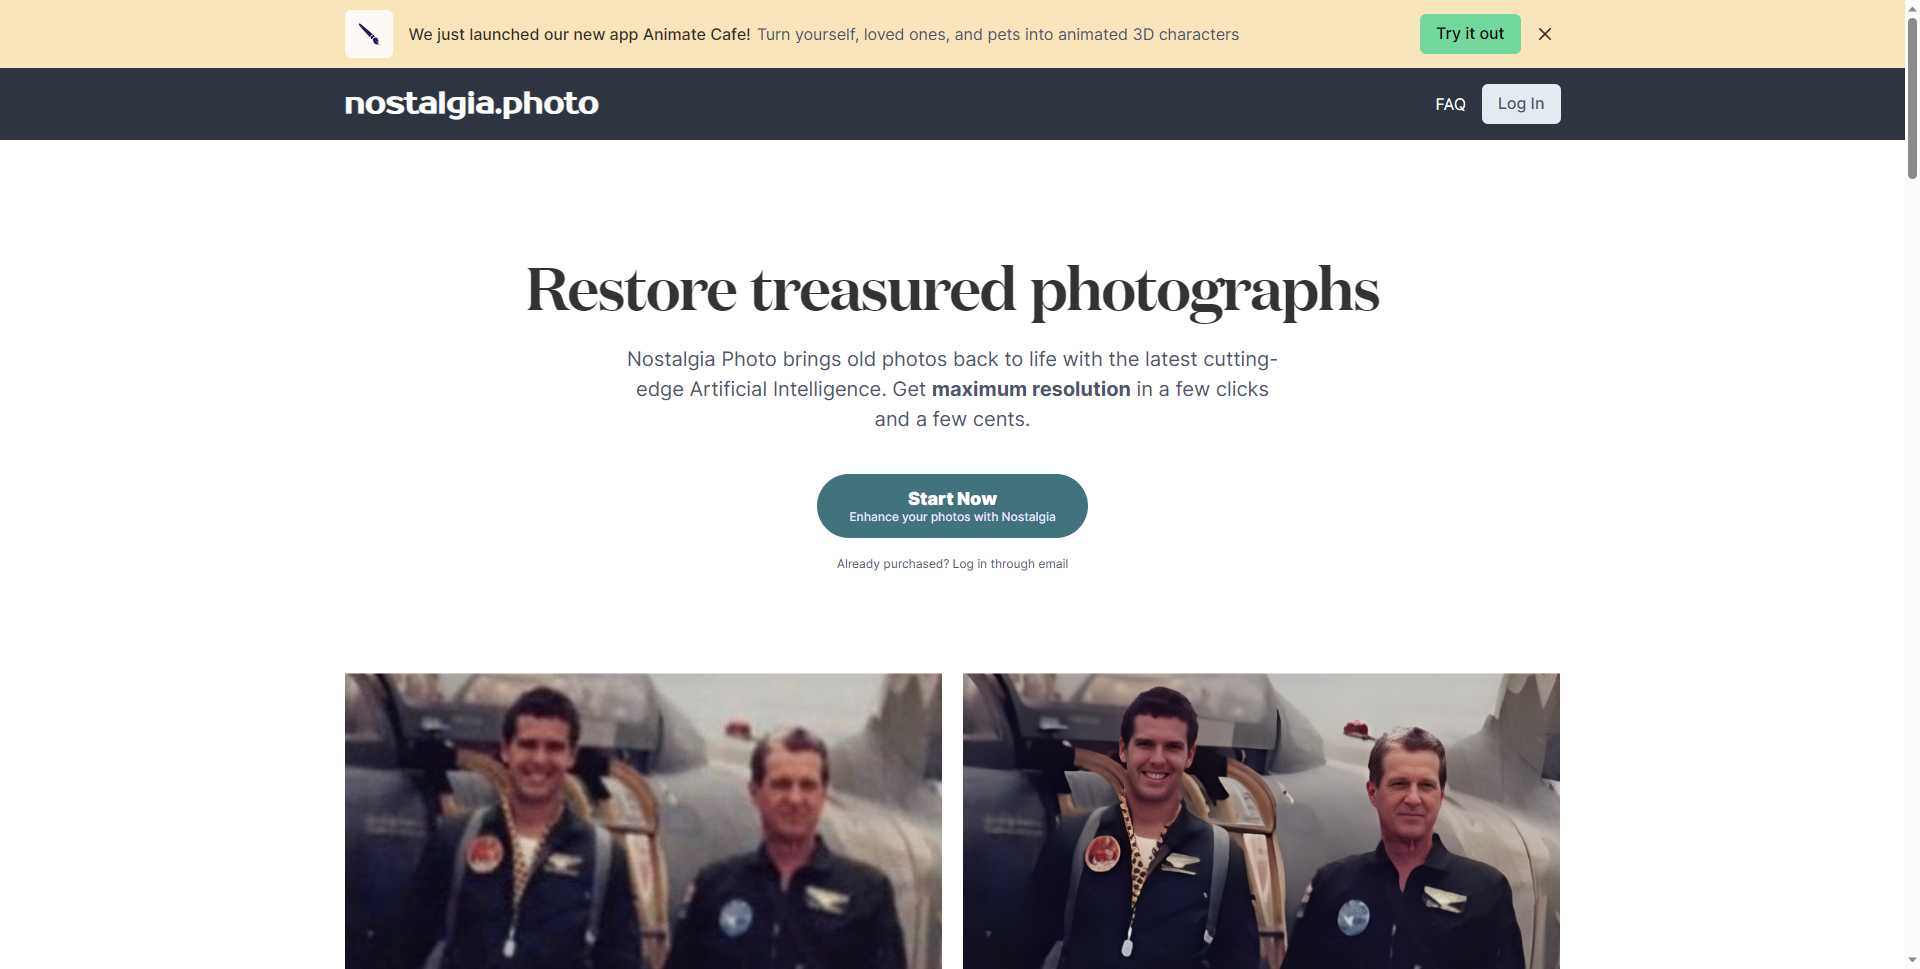 We just launched our new app Animate Cafe! Turn yourself, loved ones, and pets into animated 3D characters
Try it out
nostalgia.photo
FAQ
Log In
Restore treasured photographs
Nostalgia Photo brings old photos back to life with the latest cutting-
edge Artificial Intelligence. Get maximum resolution in a few clicks
and a few cents.
Start Now
Enhance your photos with Nostalgia
Already purchased? Log in through email